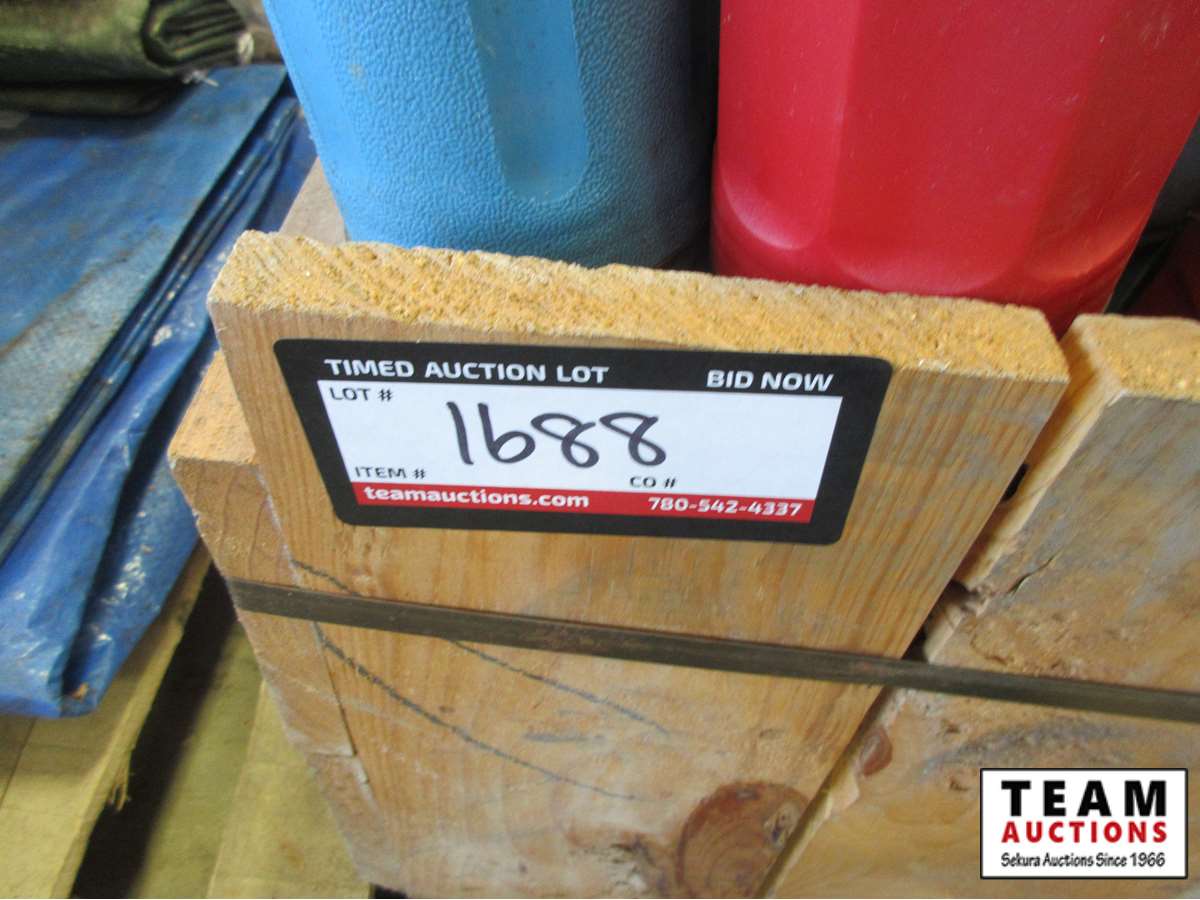 TIMED AUCTION LOT BID NOW
LOT #
1688
ITEM # CO #
teamauctions.com 780-542-4337
TEAM
AUCTIONS
Sekura Auctions Since 1966